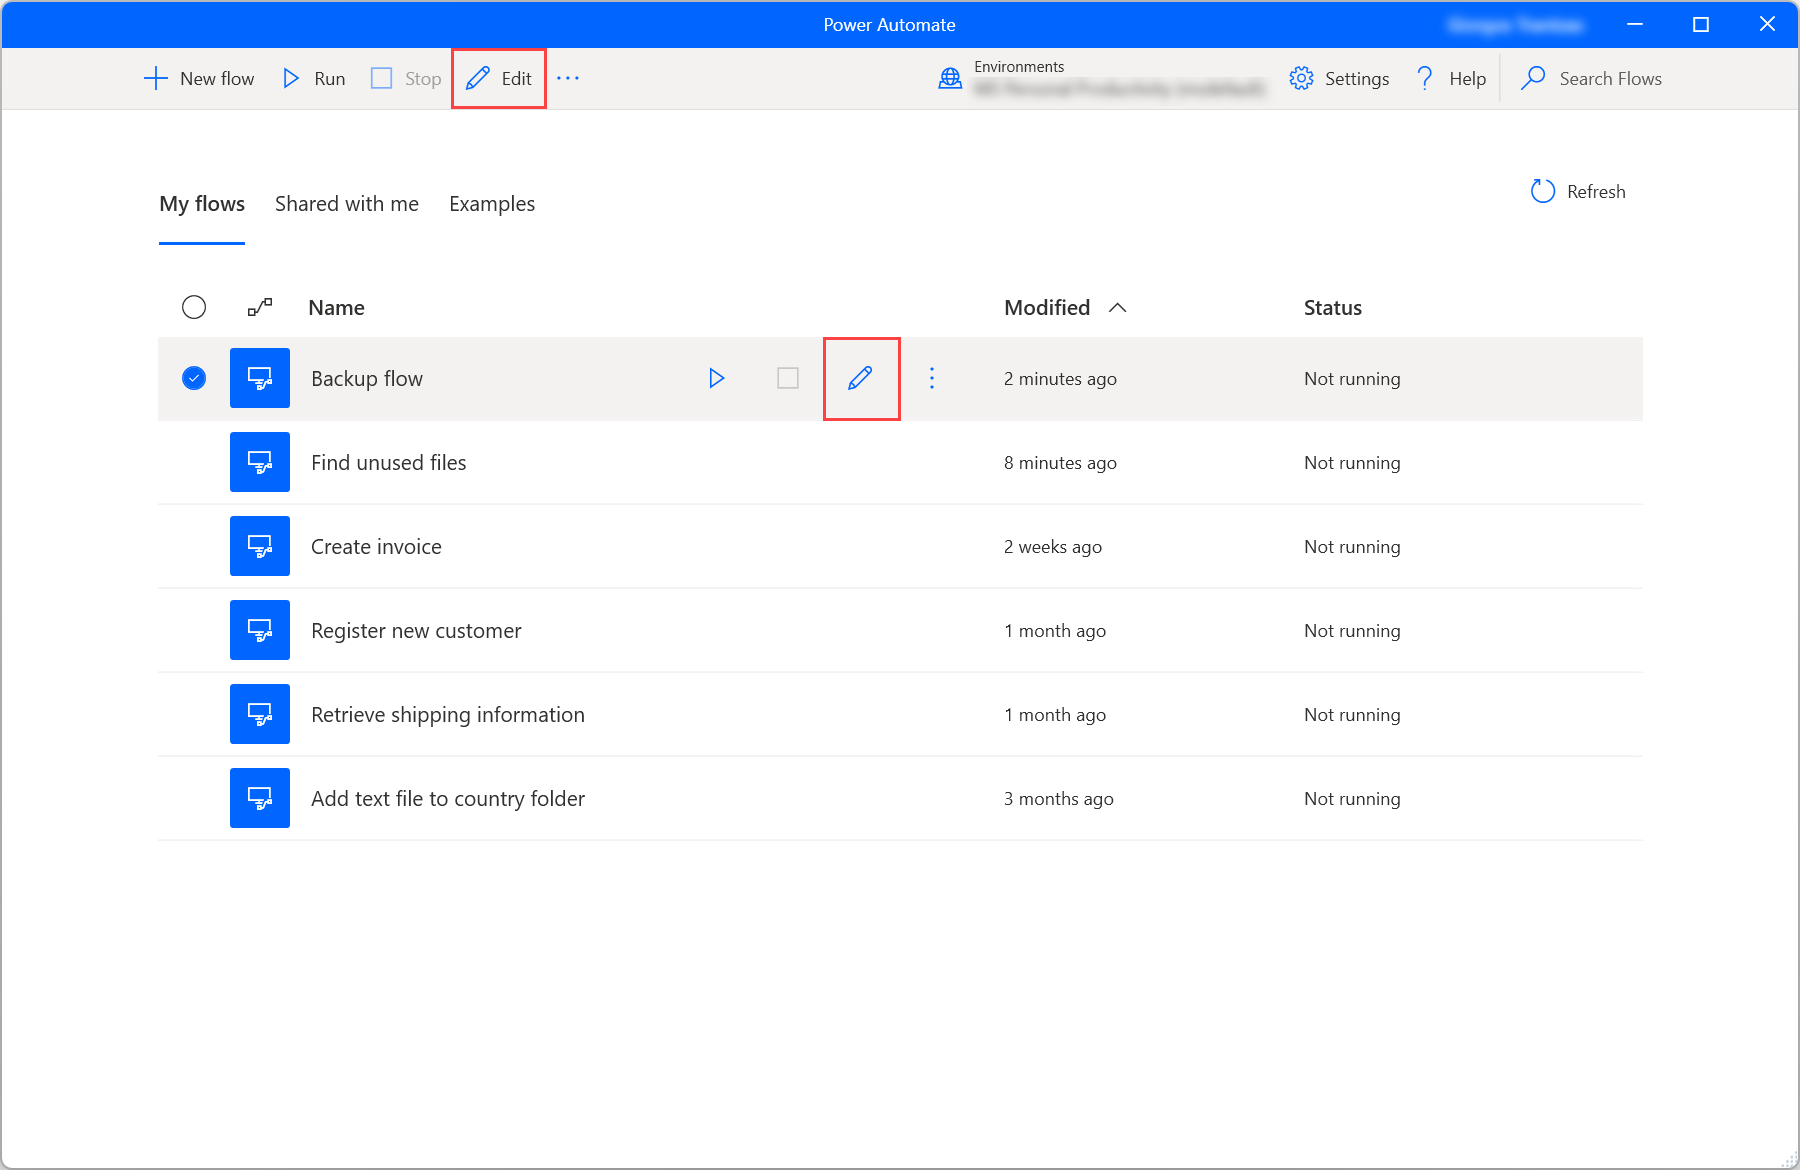 Power Automate
New flow Run Stop Edit
Environments
Settings Help Search Flows
My flows Shared with me Examples
Refresh
Name Modified Status
Backup flow 2 minutes ago Not running
Find unused files 8 minutes ago Not running
Create invoice 2 weeks ago Not running
Register new customer 1 month ago Not running
Retrieve shipping information 1 month ago Not running
Add text file to country folder 3 months ago Not running